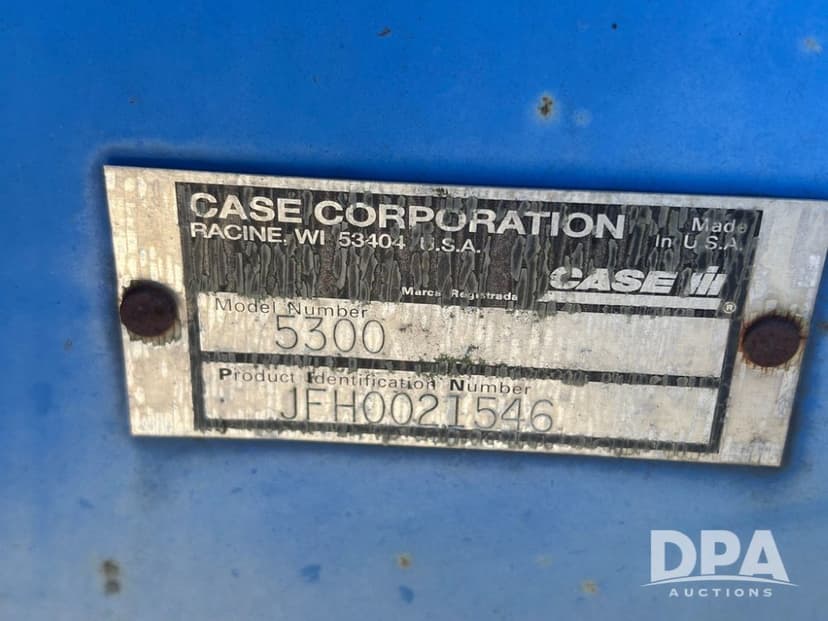 CASE CORPORATION
RACINE, WI 53404 U.S.A.
Made
In U.S.A.
Marca Registrada
CASE IH®
Model Number
5300
Product Identification Number
JFH0021546
DPA
AUCTIONS